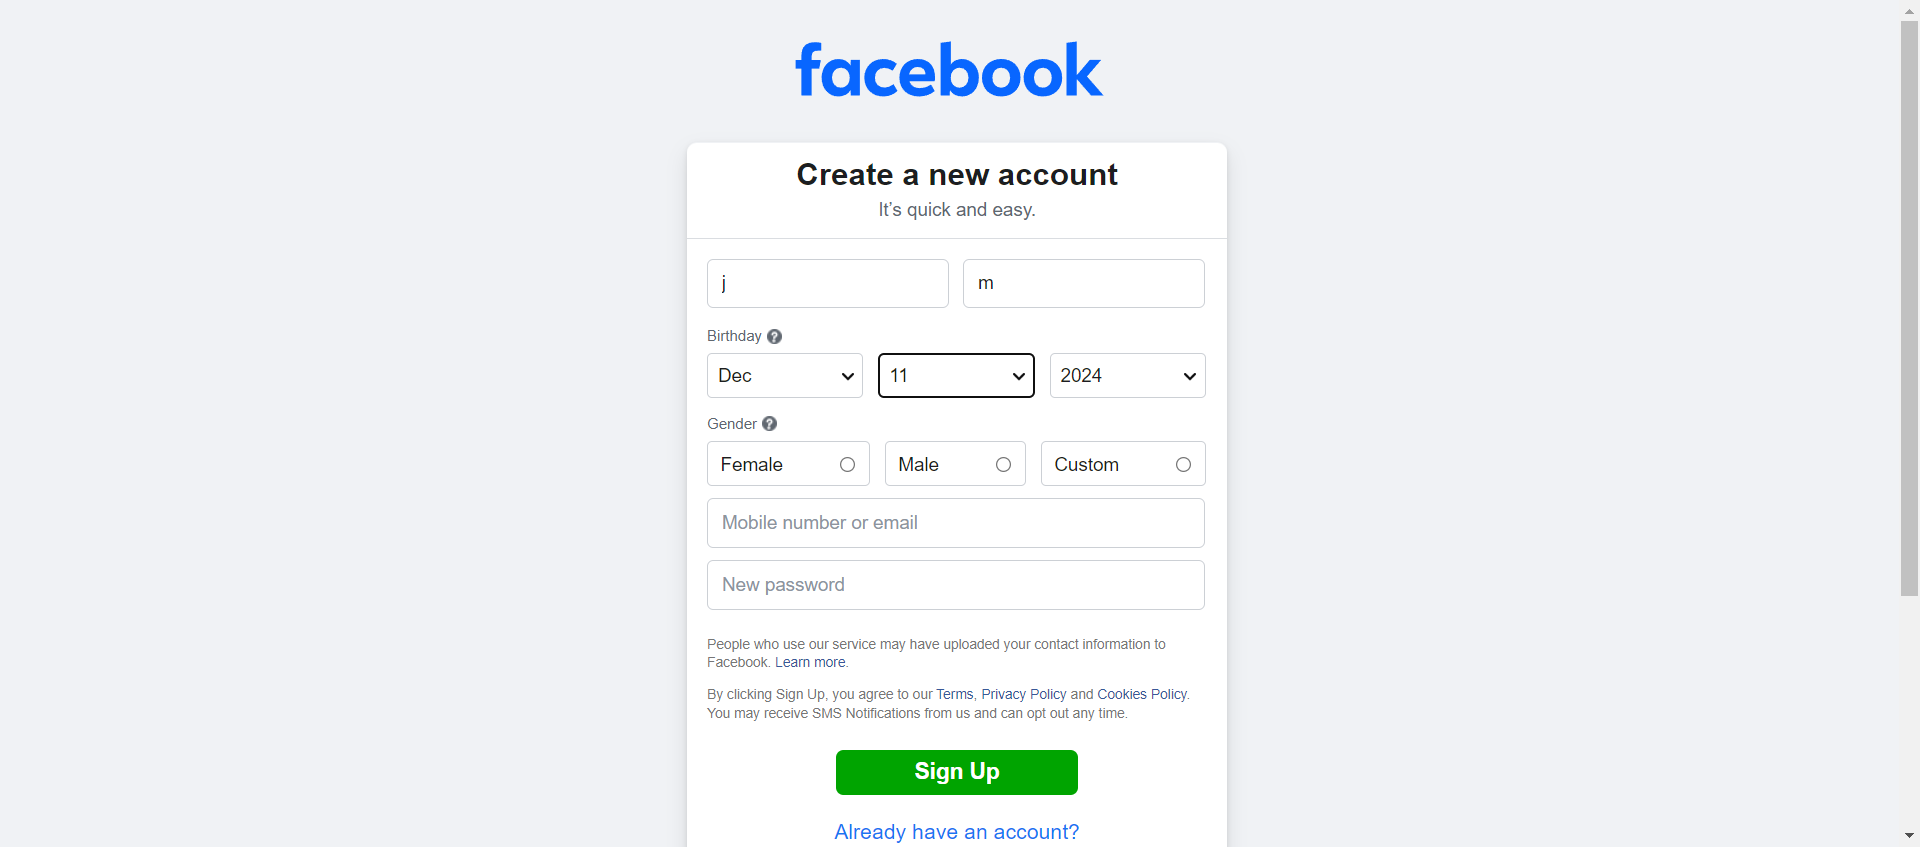 facebook
Create a new account
It’s quick and easy.
j m
Birthday ?
Dec 11 2024
Gender ?
Female Male Custom
Mobile number or email
New password
People who use our service may have uploaded your contact information to
Facebook. Learn more.
By clicking Sign Up, you agree to our Terms, Privacy Policy and Cookies Policy.
You may receive SMS Notifications from us and can opt out any time.
Sign Up
Already have an account?